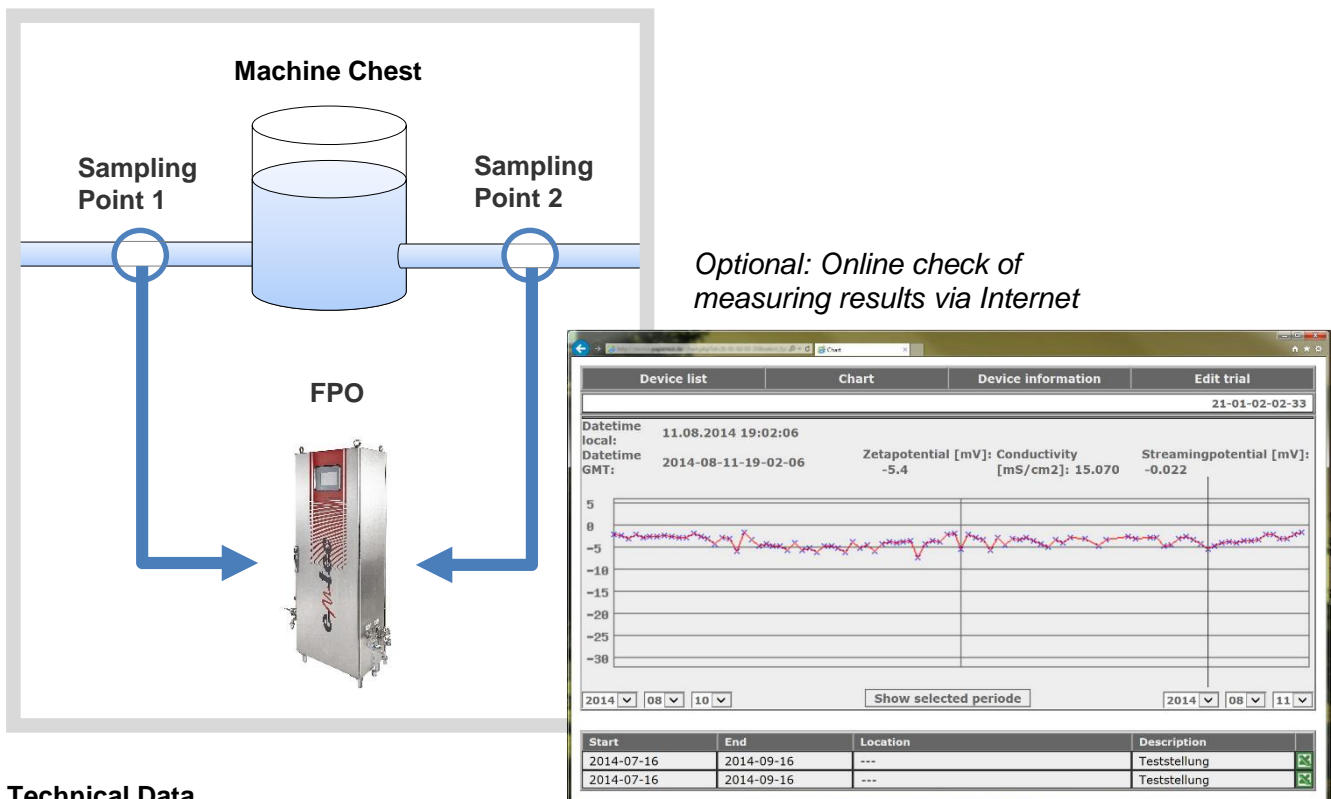 Machine Chest
Sampling
Point 1
Sampling
Point 2
FPO
Optional: Online check of
measuring results via Internet
Chart
Device list Chart Device information Edit trial
21-01-02-02-33
Datetime
local: 11.08.2014 19:02:06
Datetime
GMT: 2014-08-11-19-02-06
Zetapotential [mV]:
-5.4
Conductivity
[mS/cm2]: 15.070
Streamingpotential [mV]:
-0.022
5
0
-5
-10
-15
-20
-25
-30
2014 08 10 Show selected periode 2014 08 11
Start End Location Description
2014-07-16 2014-09-16 --- Teststellung
2014-07-16 2014-09-16 --- Teststellung
emtec
Technical Data